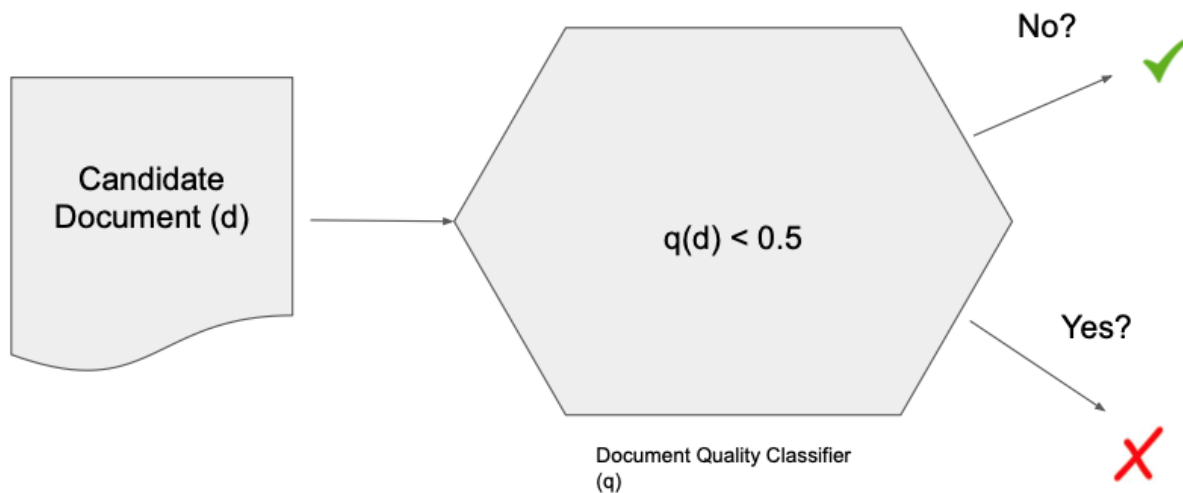 No?
Candidate
Document (d)
q(d) < 0.5
Yes?
Document Quality Classifier
(q)